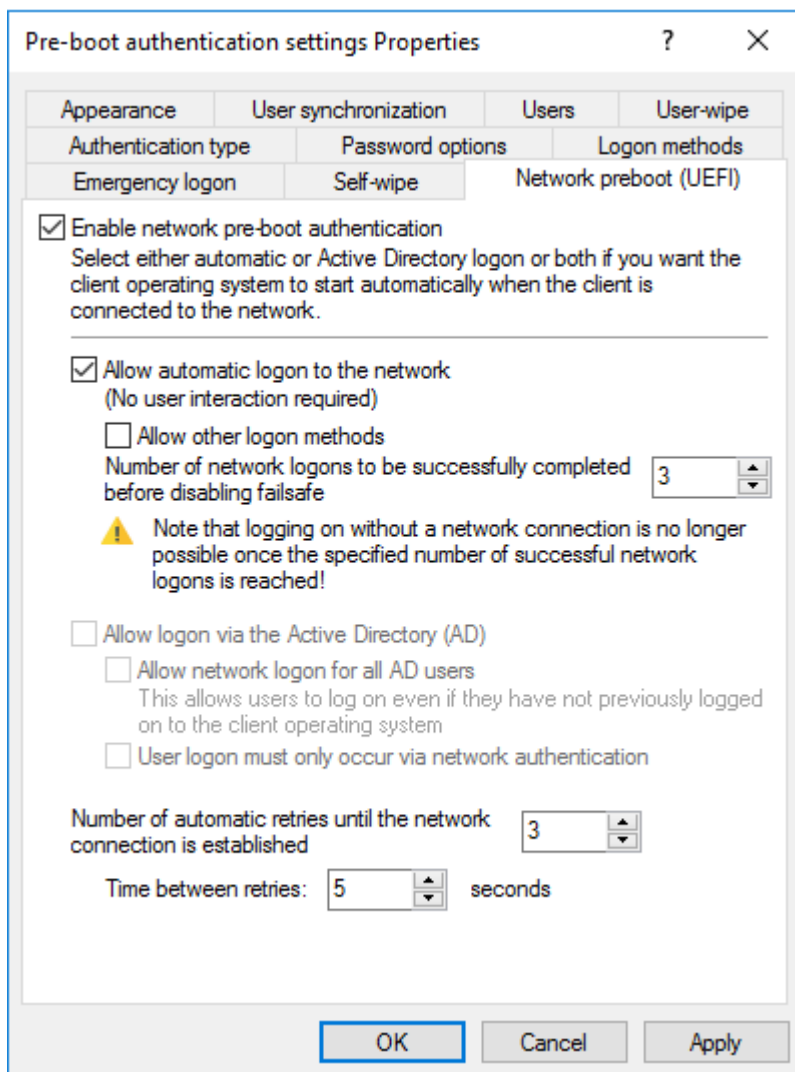 Pre-boot authentication settings Properties ? ×
Appearance User synchronization Users User-wipe
Authentication type Password options Logon methods
Emergency logon Self-wipe Network preboot (UEFI)
Enable network pre-boot authentication
Select either automatic or Active Directory logon or both if you want the
client operating system to start automatically when the client is
connected to the network.
Allow automatic logon to the network
(No user interaction required)
Allow other logon methods
Number of network logons to be successfully completed
before disabling failsafe
3
Note that logging on without a network connection is no longer
possible once the specified number of successful network
logons is reached!
Allow logon via the Active Directory (AD)
Allow network logon for all AD users
This allows users to log on even if they have not previously logged
on to the client operating system
User logon must only occur via network authentication
Number of automatic retries until the network
connection is established
3
Time between retries: 5 seconds
OK Cancel Apply